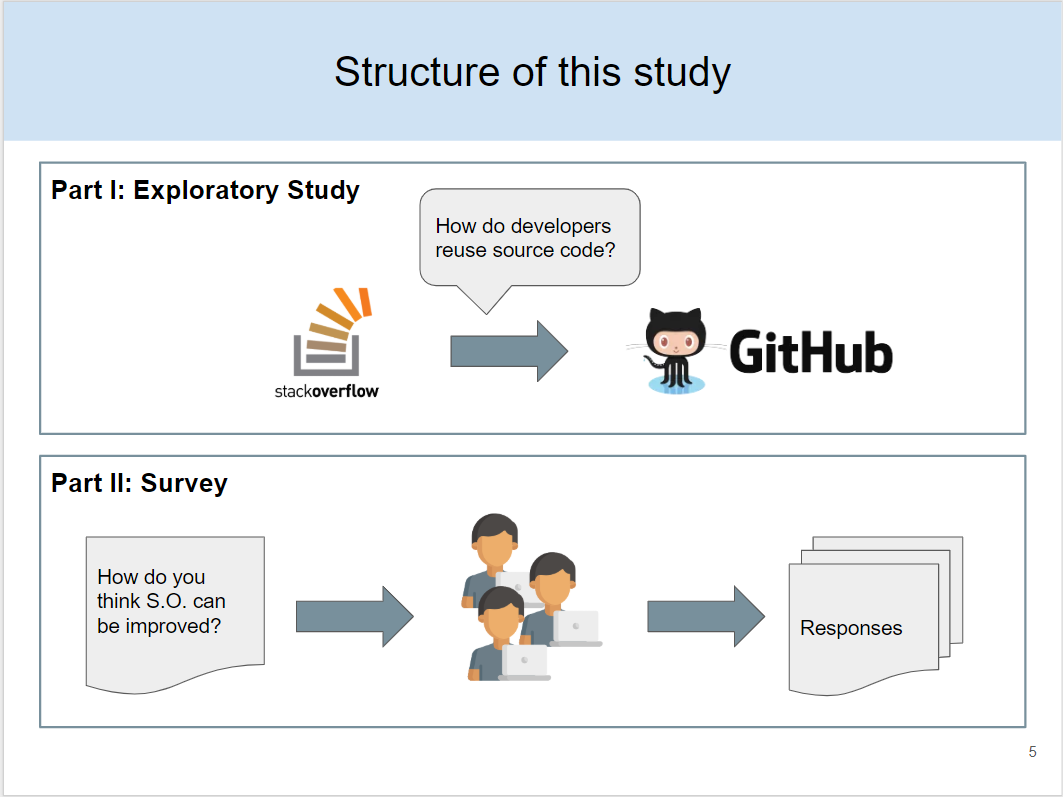 Structure of this study
Part I: Exploratory Study
How do developers
reuse source code?
stackoverflow
GitHub
Part II: Survey
How do you
think S.O. can
be improved?
Responses
5